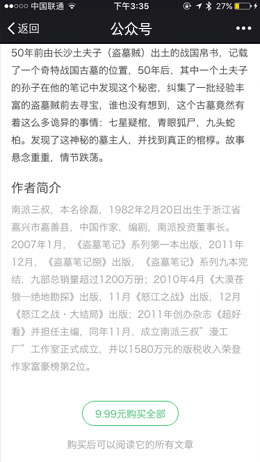 中国联通 下午3:35 27%
返回 公众号
50年前由长沙土夫子（盗墓贼）出土的战国帛书，记载
了一个奇特战国古墓的位置，50年后，其中一个土夫子
的孙子在他的笔记中发现这个秘密，纠集了一批经验丰
富的盗墓贼前去寻宝，谁也没有想到，这个古墓竟然有
着这么多诡异的事情：七星疑棺，青眼狐尸，九头蛇
柏。发现了这神秘的墓主人，并找到真正的棺椁。故事
悬念重重，情节跌荡。
作者简介
南派三叔，本名徐磊，1982年2月20日出生于浙江省
嘉兴市嘉善县，中国作家，编剧，南派投资董事长。
2007年1月，《盗墓笔记》系列第一本出版，2011年
12月，《盗墓笔记捌》出版，《盗墓笔记》系列九本完
结，九部总销量超过1200万册；2010年4月《大漠苍
狼—绝地勘探》出版，11月《怒江之战》出版，12月
《怒江之战·大结局》出版；2011年创办杂志《超好
看》并担任主编，同年11月，成立南派三叔“漫工
厂”工作室正式成立，并以1580万元的版税收入荣登
作家富豪榜第2位。
9.99元购买全部
购买后可以阅读它的所有文章